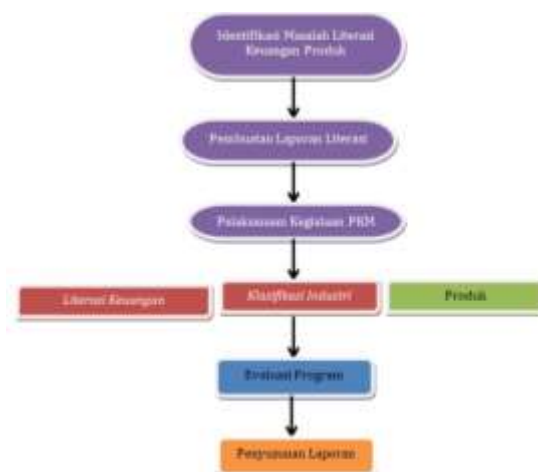 Identifikasi Masalah Literasi
Keuangan Produk
Pembuatan Laporan Literasi
Pelaksanaan Kegiataan PKM
Literasi Keuangan
Klasifikasi Industri
Produk
Evaluasi Program
Penyusunan Laporan